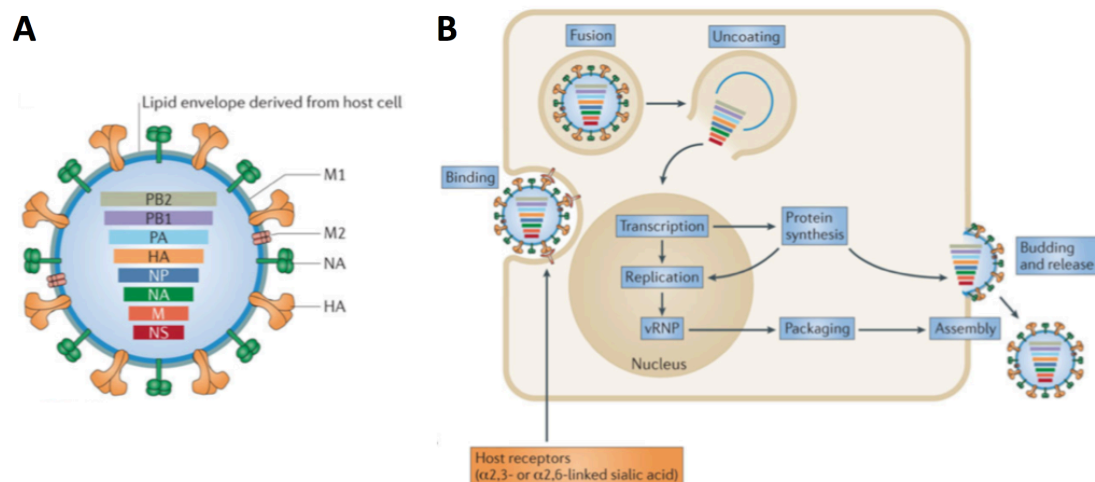 A
Lipid envelope derived from host cell
M1
M2
NA
HA
PB2
PB1
PA
HA
NP
NA
M
NS
B
Fusion
Uncoating
Binding
Transcription
Protein
synthesis
Replication
Budding
and release
vRNP
Packaging
Assembly
Nucleus
Host receptors
(α2,3- or α2,6-linked sialic acid)